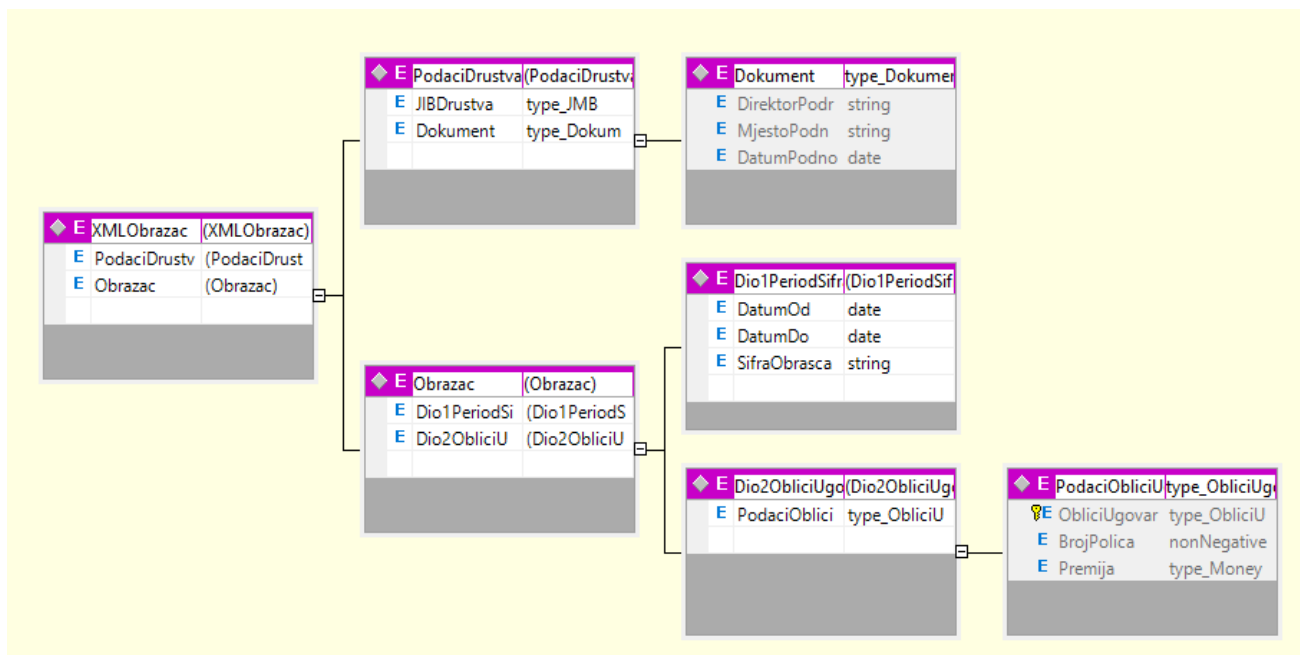 E XMLObrazac (XMLObrazac)
E PodaciDrustv (PodaciDrust
E Obrazac (Obrazac)
E PodaciDrustva (PodaciDrustva
E JIBDrustva type_JMB
E Dokument type_Dokum
E Dokument type_Dokumen
E DirektorPodr string
E MjestoPodn string
E DatumPodno date
E Obrazac (Obrazac)
E Dio1PeriodSi (Dio1PeriodS
E Dio2ObliciU (Dio2ObliciU
E Dio1PeriodSifr (Dio1PeriodSif
E DatumOd date
E DatumDo date
E SifraObrasca string
E Dio2ObliciUgo (Dio2ObliciUgo
E PodaciOblici type_ObliciU
E PodaciObliciU type_ObliciUgo
E ObliciUgovar type_ObliciU
E BrojPolica nonNegative
E Premija type_Money